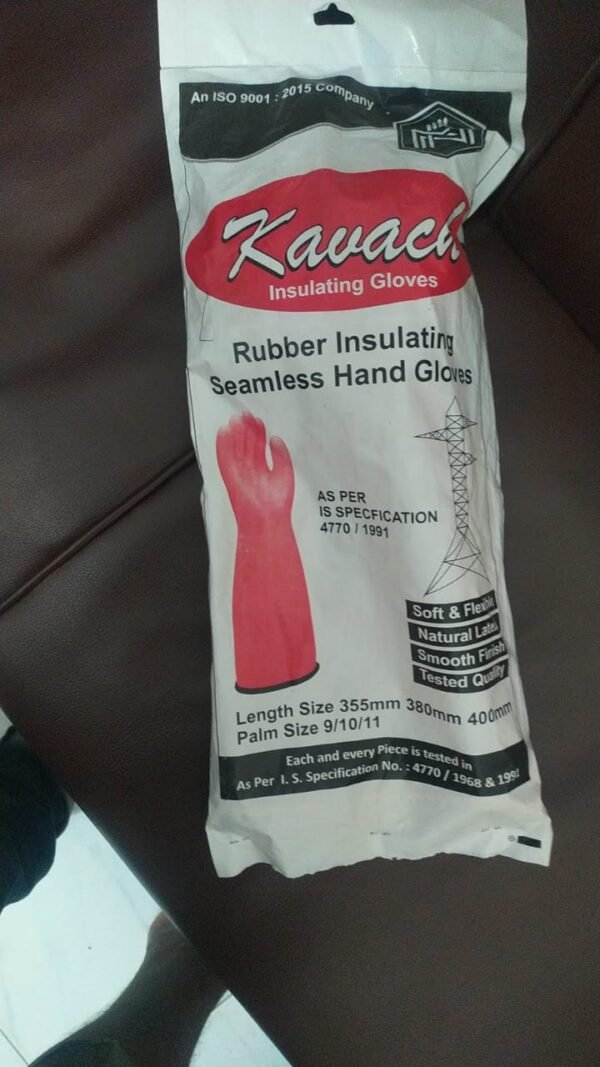 An ISO 9001 : 2015 Company
Kavach
Insulating Gloves
Rubber Insulating
Seamless Hand Gloves
AS PER
IS SPECFICATION
4770 / 1991
Soft & Flexible
Natural Latex
Smooth Finish
Tested Quality
Length Size 355mm 380mm 400mm
Palm Size 9/10/11
Each and every Piece is tested in
As Per I. S. Specification No. : 4770 / 1968 & 1991